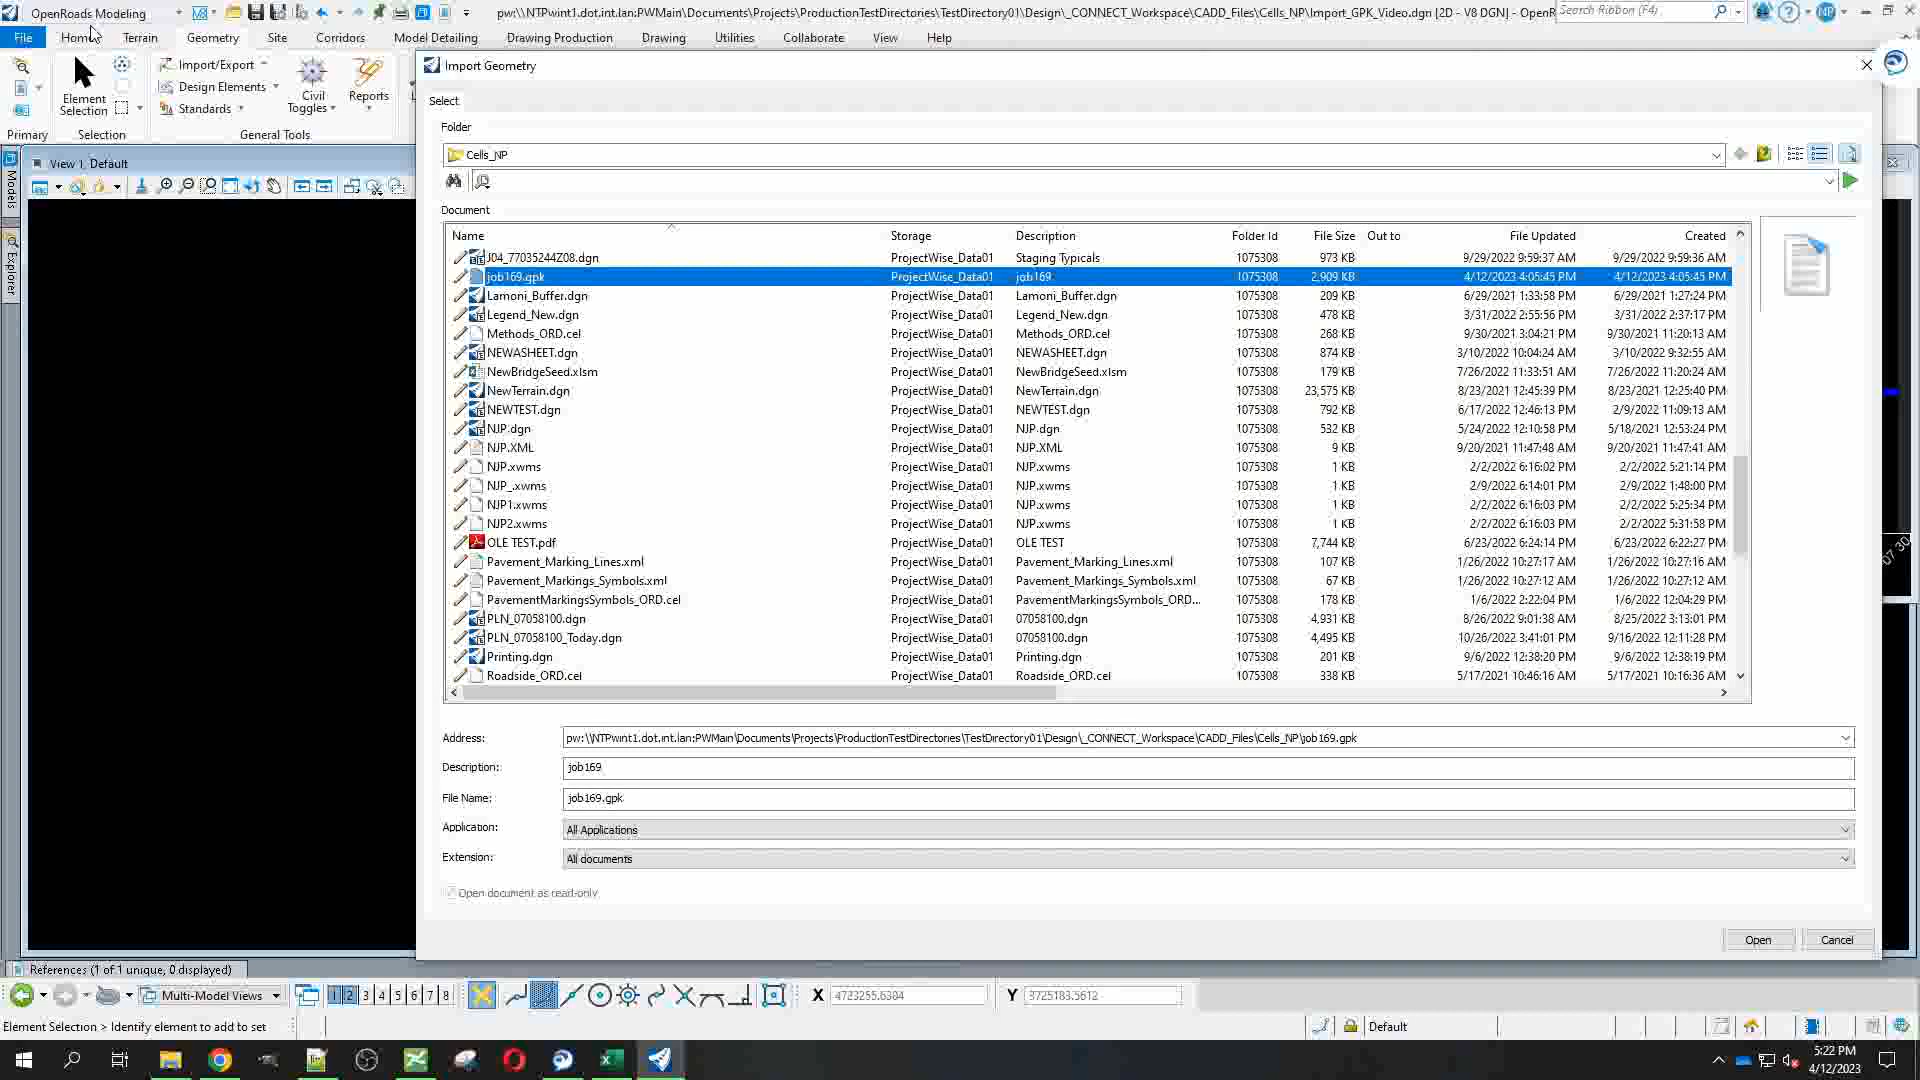 OpenRoads Modeling
pw:\\NTPwint1.dot.int.lan:PWMain\Documents\Projects\ProductionTestDirectories\TestDirectory01\Design\_CONNECT_Workspace\CADD_Files\Cells_NP\Import_GPK_Video.dgn [2D - V8 DGN] - OpenR
Search Ribbon (F4)
NP
File Home Terrain Geometry Site Corridors Model Detailing Drawing Production Drawing Utilities View Collaborate Help
Import/Export
Design Elements
Standards
Element Selection
Civil Toggles
Reports
Primary Selection General Tools
View 1, Default
Models
Explorer
Import Geometry
Select
Folder
Cells_NP
Document
Name Storage Description Folder Id File Size Out to File Updated Created
J04_77035244Z08.dgn ProjectWise_Data01 Staging Typicals 1075308 973 KB 9/29/2022 9:59:37 AM 9/29/2022 9:59:36 AM
job169.gpk ProjectWise_Data01 job169 1075308 2,909 KB 4/12/2023 4:05:45 PM 4/12/2023 4:05:45 PM
Lamoni_Buffer.dgn ProjectWise_Data01 Lamoni_Buffer.dgn 1075308 209 KB 6/29/2021 1:33:58 PM 6/29/2021 1:27:24 PM
Legend_New.dgn ProjectWise_Data01 Legend_New.dgn 1075308 478 KB 3/31/2022 2:55:56 PM 3/31/2022 2:37:17 PM
Methods_ORD.cel ProjectWise_Data01 Methods_ORD.cel 1075308 268 KB 9/30/2021 3:04:21 PM 9/30/2021 11:20:13 AM
NEWASHEET.dgn ProjectWise_Data01 NEWASHEET.dgn 1075308 874 KB 3/10/2022 10:04:24 AM 3/10/2022 9:32:55 AM
NewBridgeSeed.xlsm ProjectWise_Data01 NewBridgeSeed.xlsm 1075308 179 KB 7/26/2022 11:33:51 AM 7/26/2022 11:20:24 AM
NewTerrain.dgn ProjectWise_Data01 NewTerrain.dgn 1075308 23,575 KB 8/23/2021 12:45:39 PM 8/23/2021 12:25:40 PM
NEWTEST.dgn ProjectWise_Data01 NEWTEST.dgn 1075308 792 KB 6/17/2022 12:46:13 PM 2/9/2022 11:09:13 AM
NJP.dgn ProjectWise_Data01 NJP.dgn 1075308 532 KB 5/24/2022 12:10:58 PM 5/18/2021 12:53:24 PM
NJP.XML ProjectWise_Data01 NJP.XML 1075308 9 KB 9/20/2021 11:47:48 AM 9/20/2021 11:47:41 AM
NJP.xwms ProjectWise_Data01 NJP.xwms 1075308 1 KB 2/2/2022 6:16:02 PM 2/2/2022 5:21:14 PM
NJP_.xwms ProjectWise_Data01 NJP.xwms 1075308 1 KB 2/9/2022 6:14:01 PM 2/9/2022 1:48:00 PM
NJP1.xwms ProjectWise_Data01 NJP.xwms 1075308 1 KB 2/2/2022 6:16:03 PM 2/2/2022 5:25:34 PM
NJP2.xwms ProjectWise_Data01 NJP.xwms 1075308 1 KB 2/2/2022 6:16:03 PM 2/2/2022 5:31:58 PM
OLE TEST.pdf ProjectWise_Data01 OLE TEST 1075308 7,744 KB 6/23/2022 6:24:14 PM 6/23/2022 6:22:27 PM
Pavement_Marking_Lines.xml ProjectWise_Data01 Pavement_Marking_Lines.xml 1075308 107 KB 1/26/2022 10:27:17 AM 1/26/2022 10:27:16 AM
Pavement_Markings_Symbols.xml ProjectWise_Data01 Pavement_Markings_Symbols.xml 1075308 67 KB 1/26/2022 10:27:12 AM 1/26/2022 10:27:12 AM
PavementMarkingsSymbols_ORD.cel ProjectWise_Data01 PavementMarkingsSymbols_ORD... 1075308 178 KB 1/6/2022 2:22:04 PM 1/6/2022 12:04:29 PM
PLN_07058100.dgn ProjectWise_Data01 07058100.dgn 1075308 4,931 KB 8/26/2022 9:01:38 AM 8/25/2022 3:13:01 PM
PLN_07058100_Today.dgn ProjectWise_Data01 07058100.dgn 1075308 4,495 KB 10/26/2022 3:41:01 PM 9/16/2022 12:11:28 PM
Printing.dgn ProjectWise_Data01 Printing.dgn 1075308 201 KB 9/6/2022 12:38:20 PM 9/6/2022 12:38:19 PM
Roadside_ORD.cel ProjectWise_Data01 Roadside_ORD.cel 1075308 338 KB 5/17/2021 10:46:16 AM 5/17/2021 10:16:36 AM
07 30
Address: pw:\\NTPwint1.dot.int.lan:PWMain\Documents\Projects\ProductionTestDirectories\TestDirectory01\Design\_CONNECT_Workspace\CADD_Files\Cells_NP\job169.gpk
Description: job169
File Name: job169.gpk
Application: All Applications
Extension: All documents
Open document as read-only
Open Cancel
References (1 of 1 unique, 0 displayed)
Multi-Model Views 1 2 3 4 5 6 7 8 X 4723255.6384 Y 3725183.5612
Element Selection > Identify element to add to set Default
5:22 PM
4/12/2023